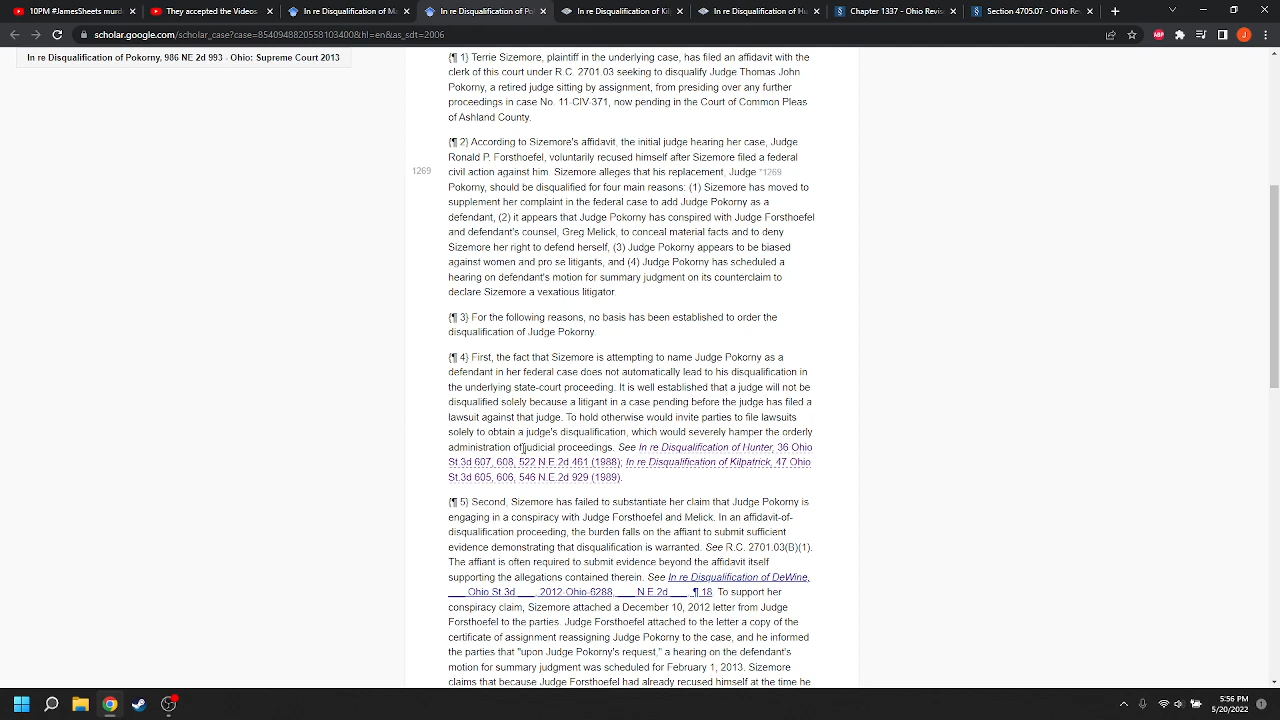 10PM #JamesSheets murd
They accepted the Videos
In re Disqualification of Mu
In re Disqualification of Pok
In re Disqualification of Kilp
In re Disqualification of Hun
Chapter 1337 - Ohio Revise
Section 4705.07 - Ohio Rev
scholar.google.com/scholar_case?case=8540948820558103400&hl=en&as_sdt=2006
ABP
J
In re Disqualification of Pokorny, 986 NE 2d 993 - Ohio: Supreme Court 2013
{¶ 1} Terrie Sizemore, plaintiff in the underlying case, has filed an affidavit with the
clerk of this court under R.C. 2701.03 seeking to disqualify Judge Thomas John
Pokorny, a retired judge sitting by assignment, from presiding over any further
proceedings in case No. 11-CIV-371, now pending in the Court of Common Pleas
of Ashland County.
{¶ 2} According to Sizemore's affidavit, the initial judge hearing her case, Judge
Ronald P. Forsthoefel, voluntarily recused himself after Sizemore filed a federal
1269 civil action against him. Sizemore alleges that his replacement, Judge *1269
Pokorny, should be disqualified for four main reasons: (1) Sizemore has moved to
supplement her complaint in the federal case to add Judge Pokorny as a
defendant, (2) it appears that Judge Pokorny has conspired with Judge Forsthoefel
and defendant's counsel, Greg Melick, to conceal material facts and to deny
Sizemore her right to defend herself, (3) Judge Pokorny appears to be biased
against women and pro se litigants, and (4) Judge Pokorny has scheduled a
hearing on defendant's motion for summary judgment on its counterclaim to
declare Sizemore a vexatious litigator.
{¶ 3} For the following reasons, no basis has been established to order the
disqualification of Judge Pokorny.
{¶ 4} First, the fact that Sizemore is attempting to name Judge Pokorny as a
defendant in her federal case does not automatically lead to his disqualification in
the underlying state-court proceeding. It is well established that a judge will not be
disqualified solely because a litigant in a case pending before the judge has filed a
lawsuit against that judge. To hold otherwise would invite parties to file lawsuits
solely to obtain a judge's disqualification, which would severely hamper the orderly
administration of judicial proceedings. See In re Disqualification of Hunter, 36 Ohio
St.3d 607, 608, 522 N.E.2d 461 (1988); In re Disqualification of Kilpatrick, 47 Ohio
St.3d 605, 606, 546 N.E.2d 929 (1989).
{¶ 5} Second, Sizemore has failed to substantiate her claim that Judge Pokorny is
engaging in a conspiracy with Judge Forsthoefel and Melick. In an affidavit-of-
disqualification proceeding, the burden falls on the affiant to submit sufficient
evidence demonstrating that disqualification is warranted. See R.C. 2701.03(B)(1).
The affiant is often required to submit evidence beyond the affidavit itself
supporting the allegations contained therein. See In re Disqualification of DeWine,
___ Ohio St.3d ___, 2012-Ohio-6288, ___ N.E.2d ___, ¶ 18. To support her
conspiracy claim, Sizemore attached a December 10, 2012 letter from Judge
Forsthoefel to the parties. Judge Forsthoefel attached to the letter a copy of the
certificate of assignment reassigning Judge Pokorny to the case, and he informed
the parties that "upon Judge Pokorny's request," a hearing on the defendant's
motion for summary judgment was scheduled for February 1, 2013. Sizemore
claims that because Judge Forsthoefel had already recused himself at the time he
5:56 PM
5/20/2022
1